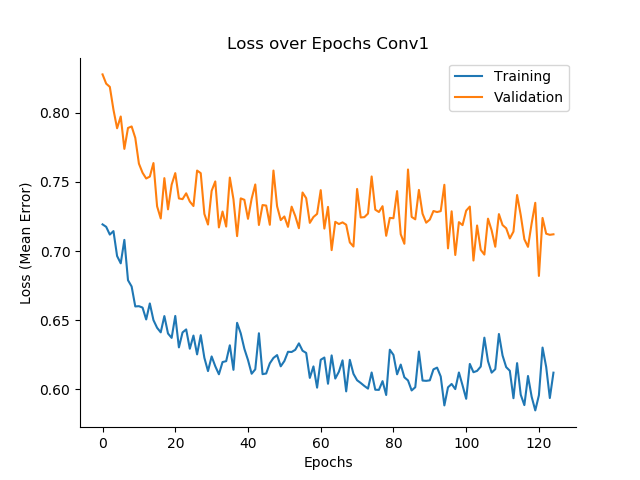 Loss over Epochs Conv1
Training
Validation
0.80
0.75
0.70
0.65
0.60
Loss (Mean Error)
0 20 40 60 80 100 120
Epochs